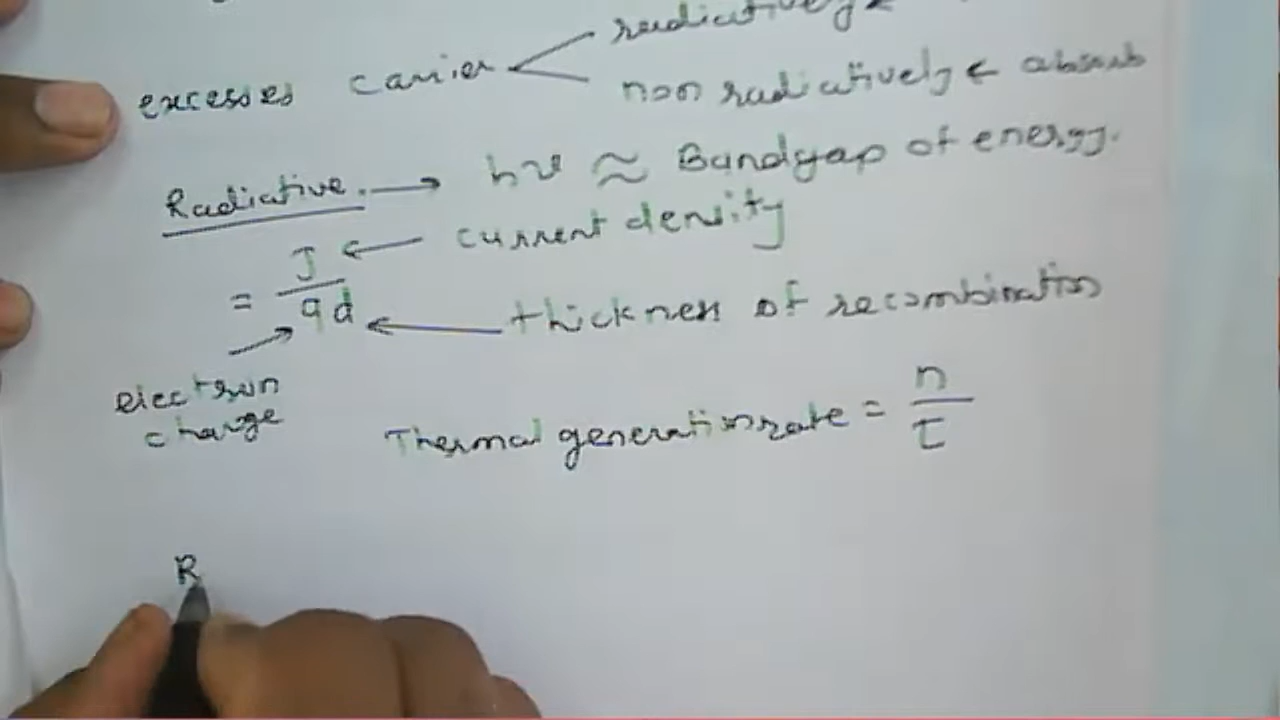 radiatively
excesses carrier
non radiatively ← absorb
Radiative. → hν ≈ Bandgap of energy.
= J/qd ← current density
← thickness of recombination
electron
charge
Thermal generation rate = n/τ
R